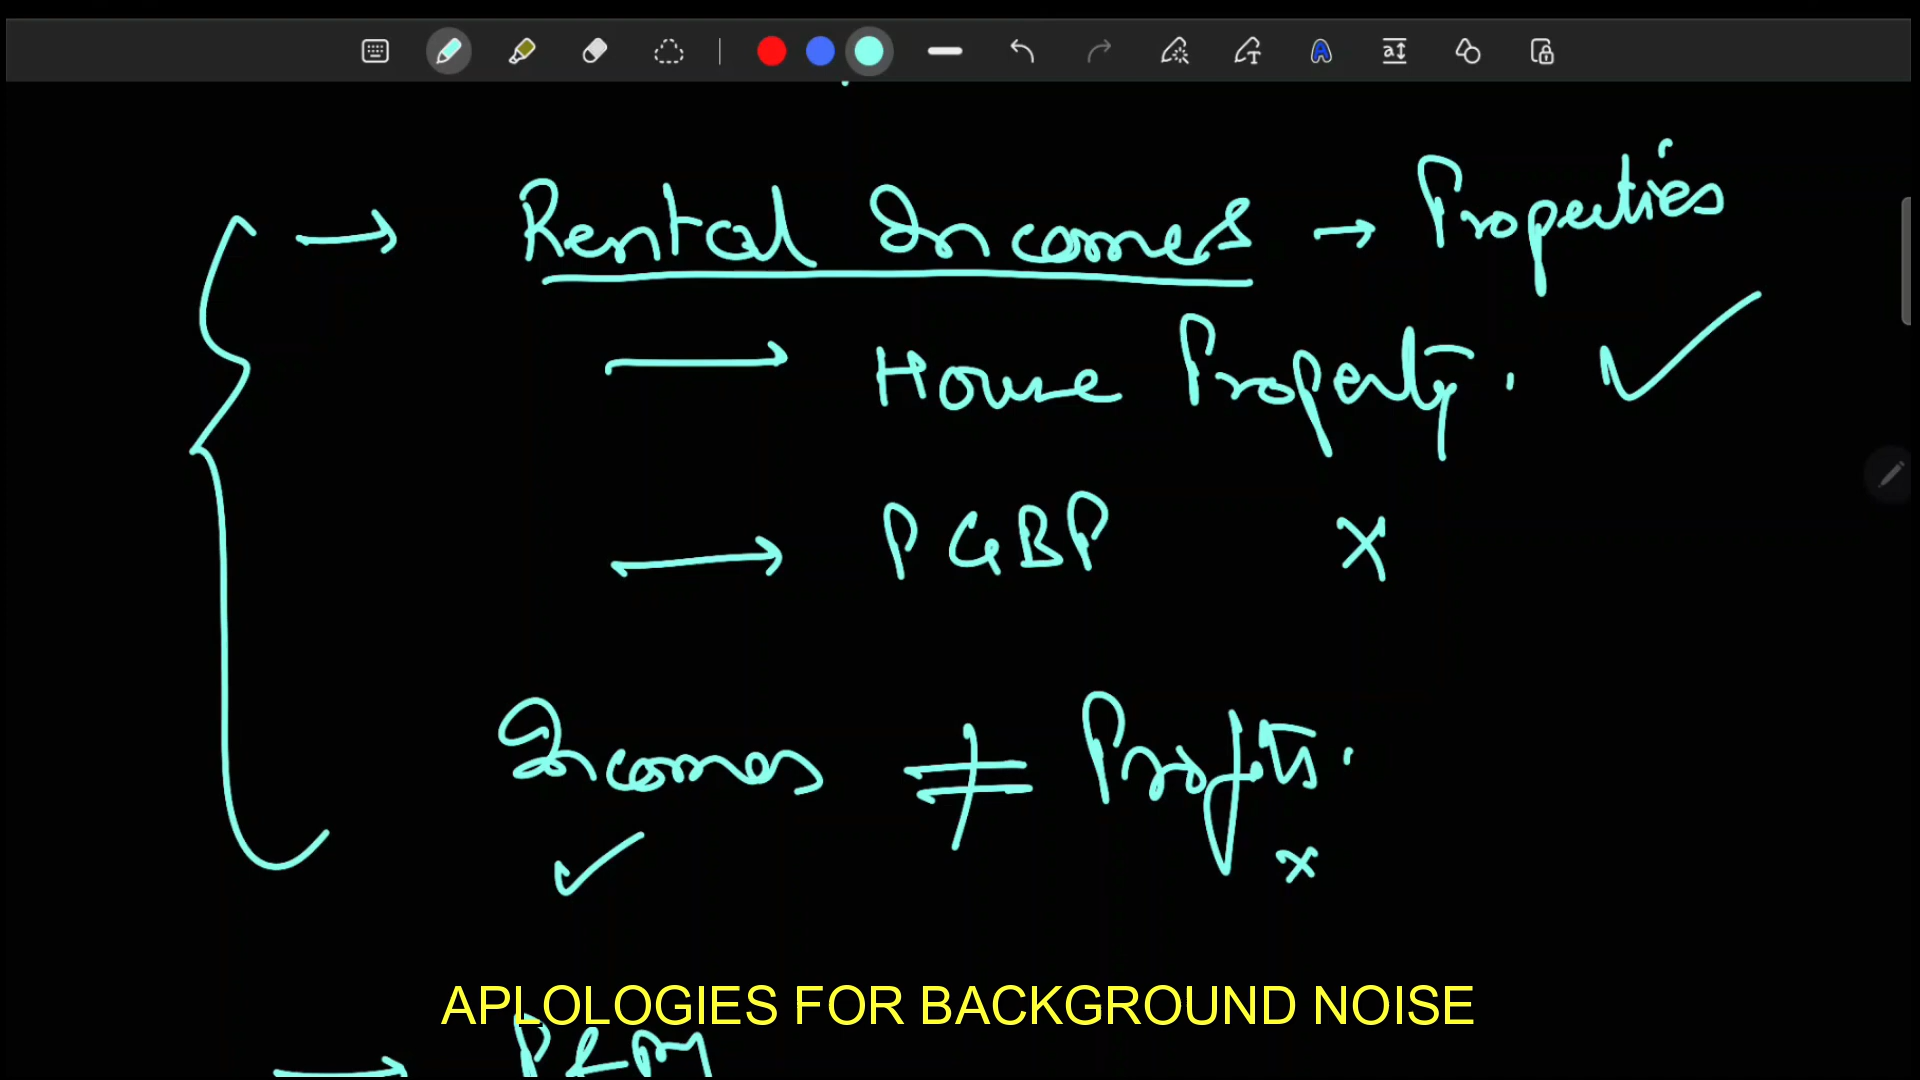 → Rental Incomes → Properties
→ House Property. ✓
→ PGBP x
Incomes ≠ Profits.
✓ x
APLOLOGIES FOR BACKGROUND NOISE
→ P&M